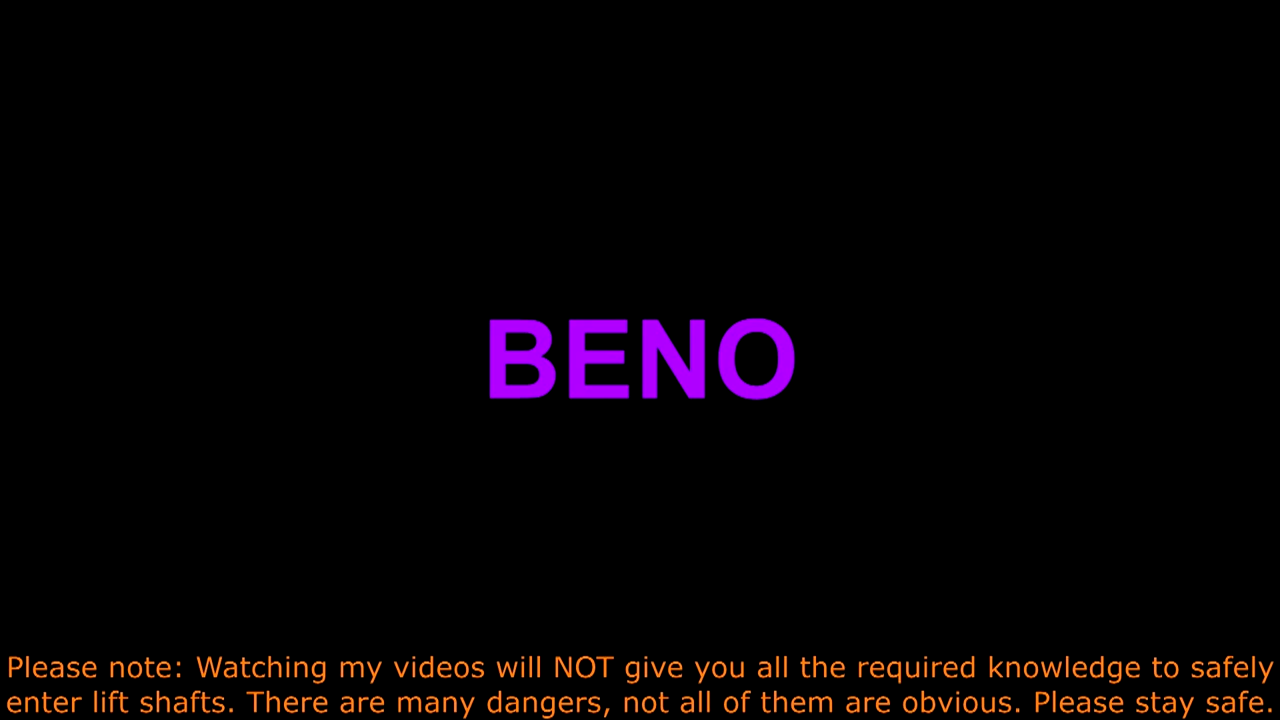 BENO
Please note: Watching my videos will NOT give you all the required knowledge to safely
enter lift shafts. There are many dangers, not all of them are obvious. Please stay safe.